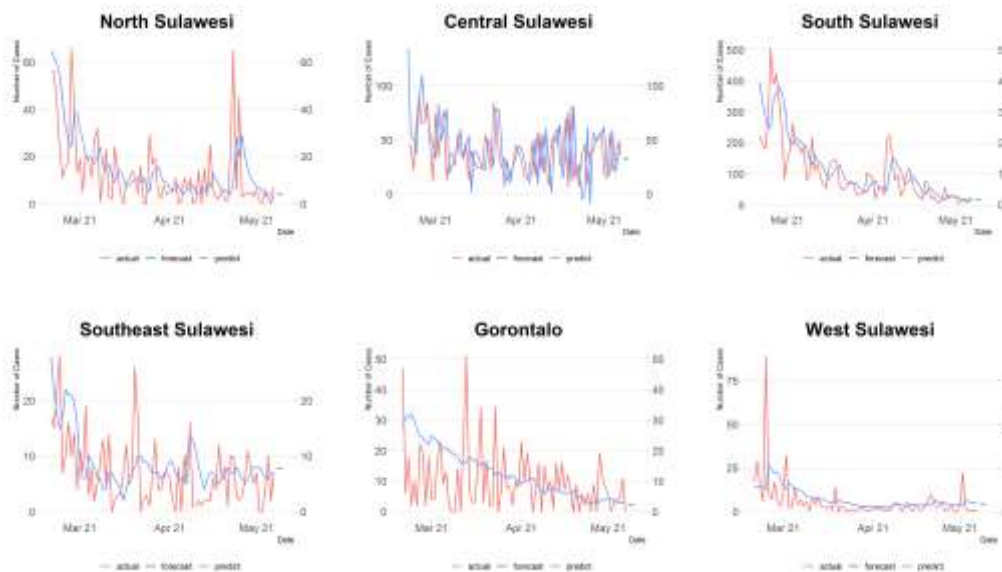 North Sulawesi
Number of Cases
60
40
20
0
60
40
20
0
Mar 21
Apr 21
May 21
Date
actual
forecast
predict
Central Sulawesi
Number of Cases
100
50
0
100
50
0
Mar 21
Apr 21
May 21
Date
actual
forecast
predict
South Sulawesi
Number of Cases
500
400
300
200
100
0
Mar 21
Apr 21
May 21
Date
actual
forecast
predict
Southeast Sulawesi
Number of Cases
20
10
0
20
10
0
Mar 21
Apr 21
May 21
Date
actual
forecast
predict
Gorontalo
Number of Cases
50
40
30
20
10
0
50
40
30
20
10
0
Mar 21
Apr 21
May 21
Date
actual
forecast
predict
West Sulawesi
Number of Cases
75
50
25
0
Mar 21
Apr 21
May 21
Date
actual
forecast
predict